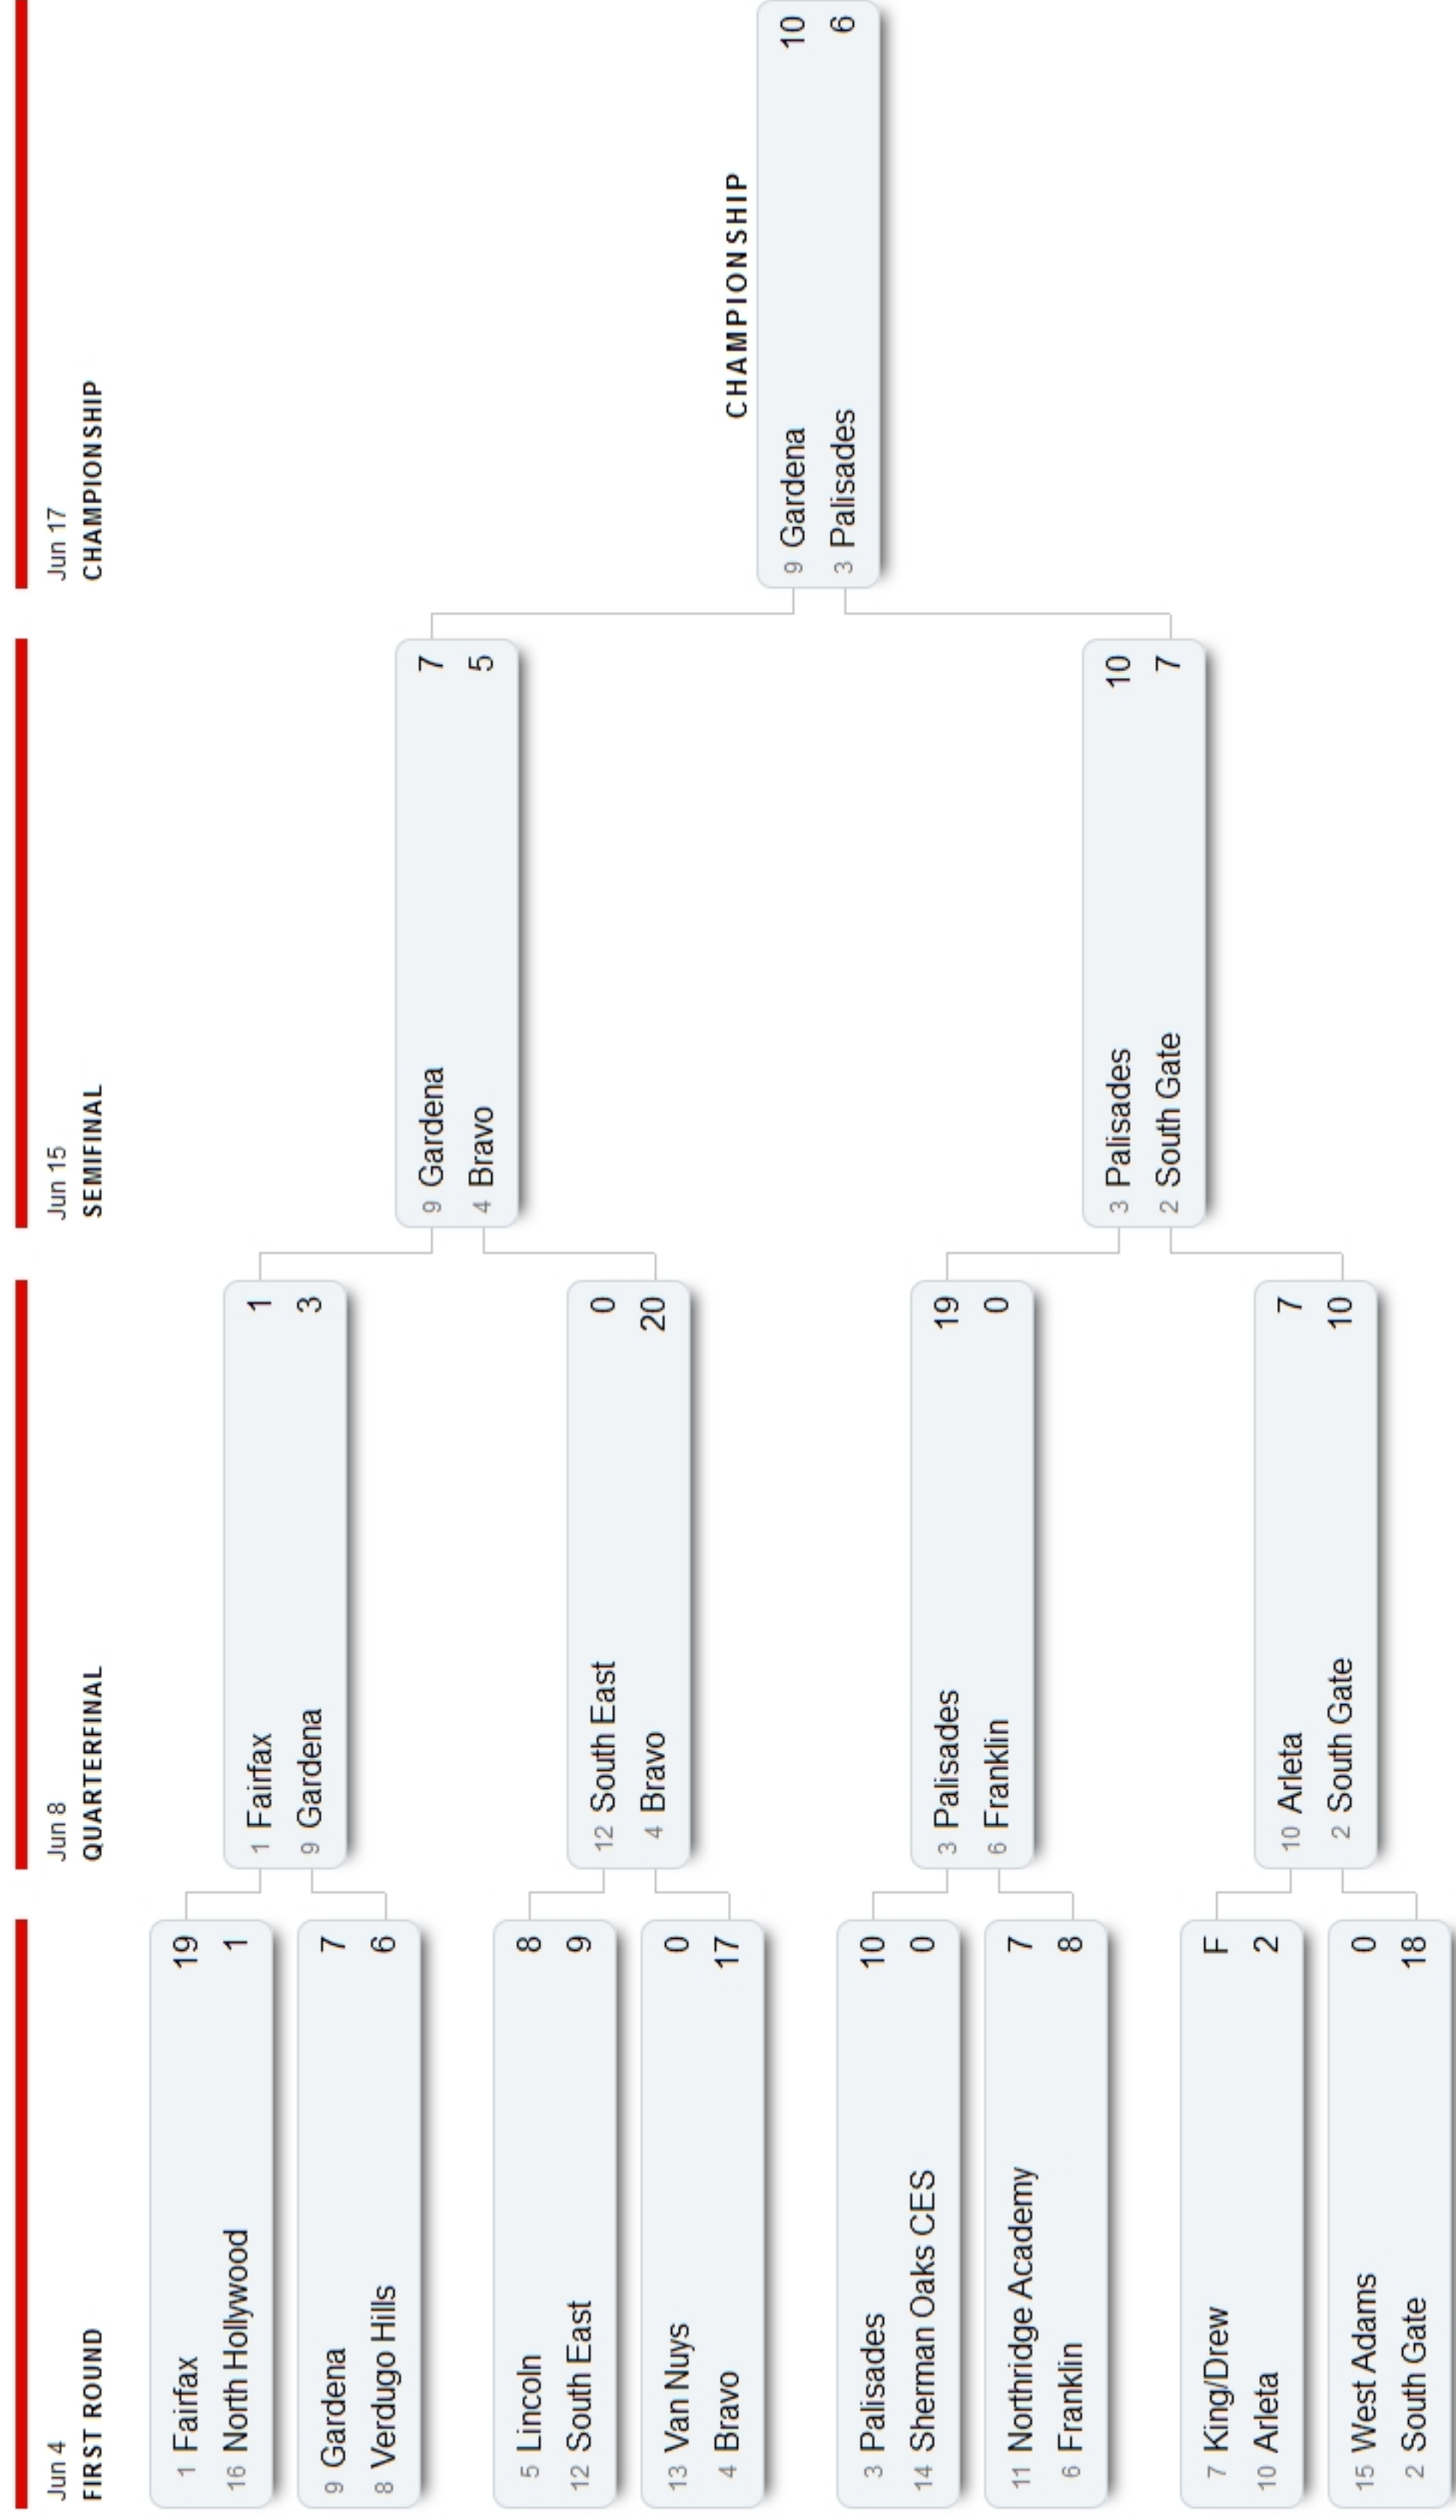 Jun 4
FIRST ROUND
1 Fairfax 19
16 North Hollywood 1
9 Gardena 7
8 Verdugo Hills 6
5 Lincoln 8
12 South East 9
13 Van Nuys 0
4 Bravo 17
3 Palisades 10
14 Sherman Oaks CES 0
11 Northridge Academy 7
6 Franklin 8
7 King/Drew F
10 Arleta 2
15 West Adams 0
2 South Gate 18
Jun 8
QUARTERFINAL
1 Fairfax 1
9 Gardena 3
12 South East 0
4 Bravo 20
3 Palisades 19
6 Franklin 0
10 Arleta 7
2 South Gate 10
Jun 15
SEMIFINAL
9 Gardena 7
4 Bravo 5
3 Palisades 10
2 South Gate 7
Jun 17
CHAMPIONSHIP
CHAMPIONSHIP
9 Gardena 10
3 Palisades 6